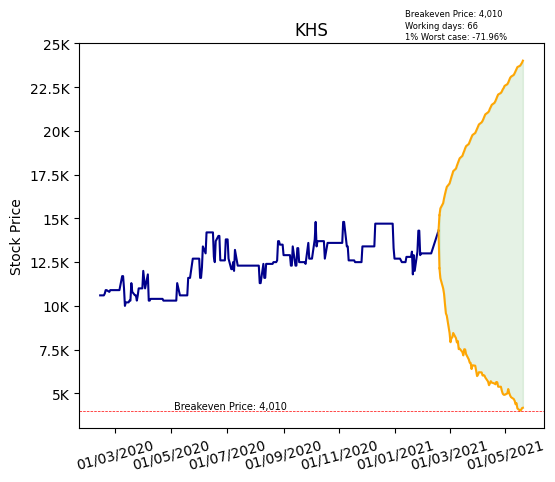 Breakeven Price: 4,010
Working days: 66
1% Worst case: -71.96%
KHS
Stock Price
25K
22.5K
20K
17.5K
15K
12.5K
10K
7.5K
5K
Breakeven Price: 4,010
01/03/2020
01/05/2020
01/07/2020
01/09/2020
01/11/2020
01/01/2021
01/03/2021
01/05/2021